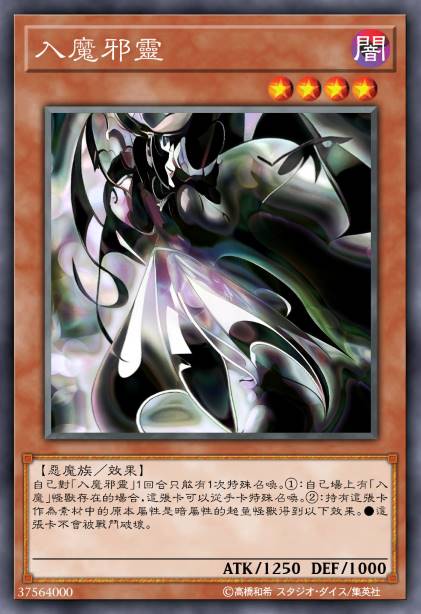 入魔邪靈
闇
【惡魔族／效果】
自己對「入魔邪靈」1回合只能有1次特殊召喚。①：自己場上有「入
魔」怪獸存在的場合，這張卡可以從手卡特殊召喚。②：持有這張卡
作為素材中的原本屬性是暗屬性的超量怪獸得到以下效果。●這
張卡不會被戰鬥破壞。
ATK/1250 DEF/1000
37564000
©高橋和希 スタジオ・ダイス/集英社